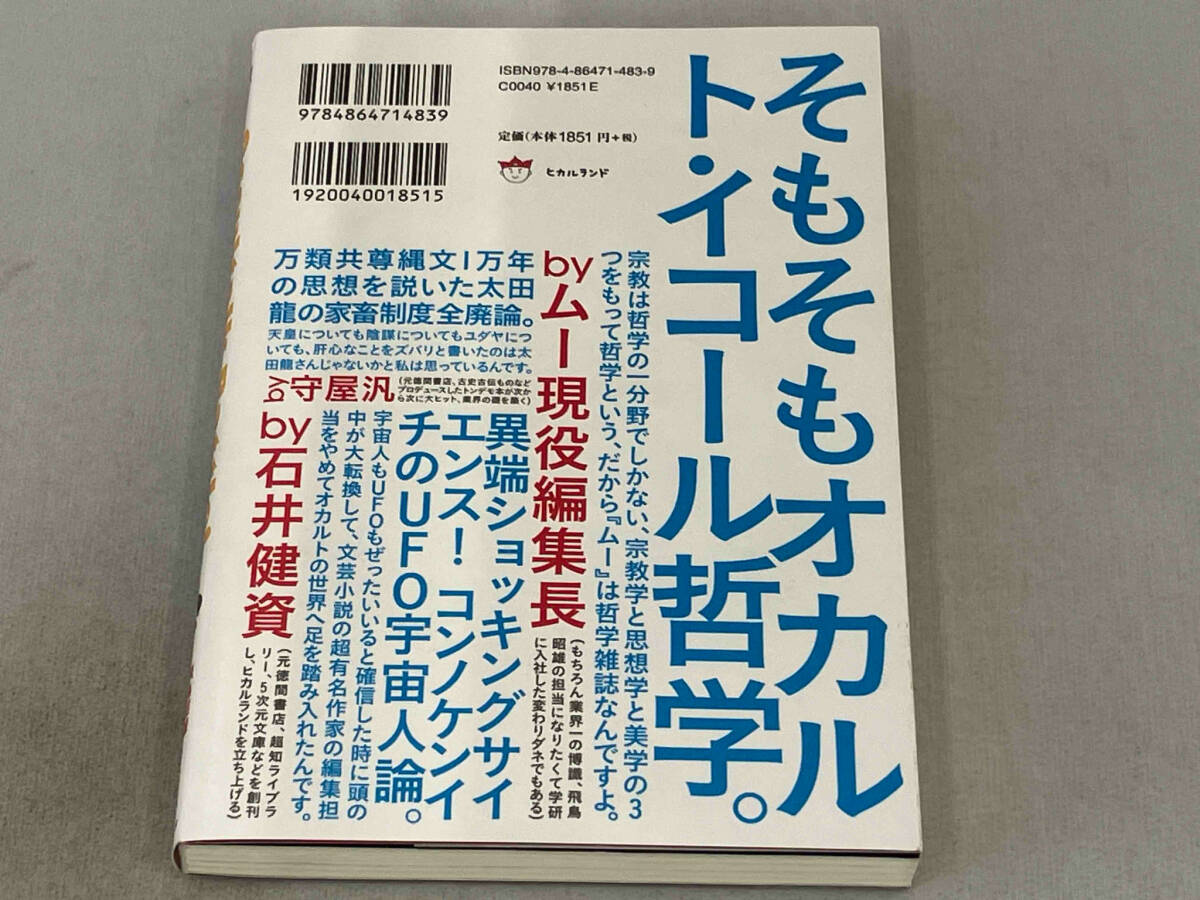 9784864714839
1920040018515
ISBN978-4-86471-483-9
C0040 ¥1851E
定価(本体1851円+税)
ヒカルランド
そもそもオカル
ト・イコール哲学。
宗教は哲学の一分野でしかない、宗教学と思想学と美学の3
つをもって哲学という、だから『ムー』は哲学雑誌なんですよ。
byムー現役編集長
(もちろん業界一の博識、飛鳥
昭雄の担当になりたくて学研
に入社した変わりダネでもある)
万類共尊縄文一万年
の思想を説いた太田
龍の家畜制度全廃論。
天皇についても陰謀についてもユダヤにつ
いても、肝心なことをズバリと書いたのは太
田龍さんじゃないかと私は思っているんです。
by守屋汎
(元徳間書店、古史古伝ものなど
プロデュースしたトンデモ本が次か
ら次に大ヒット、業界の礎を築く)
異端ショッキングサイ
エンス!コンノケンイ
チのUFO宇宙人論。
宇宙人もUFOもぜったいいると確信した時に頭の
中が大転換して、文芸小説の超有名作家の編集担
当をやめてオカルトの世界へ足を踏み入れたんです。
by石井健資
(元徳間書店、超知ライブラ
リー、5次元文庫などを創刊
し、ヒカルランドを立ち上げる)